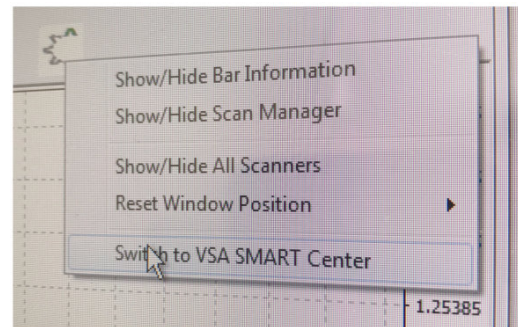 Show/Hide Bar Information
Show/Hide Scan Manager
Show/Hide All Scanners
Reset Window Position
Switch to VSA SMART Center
1.25385